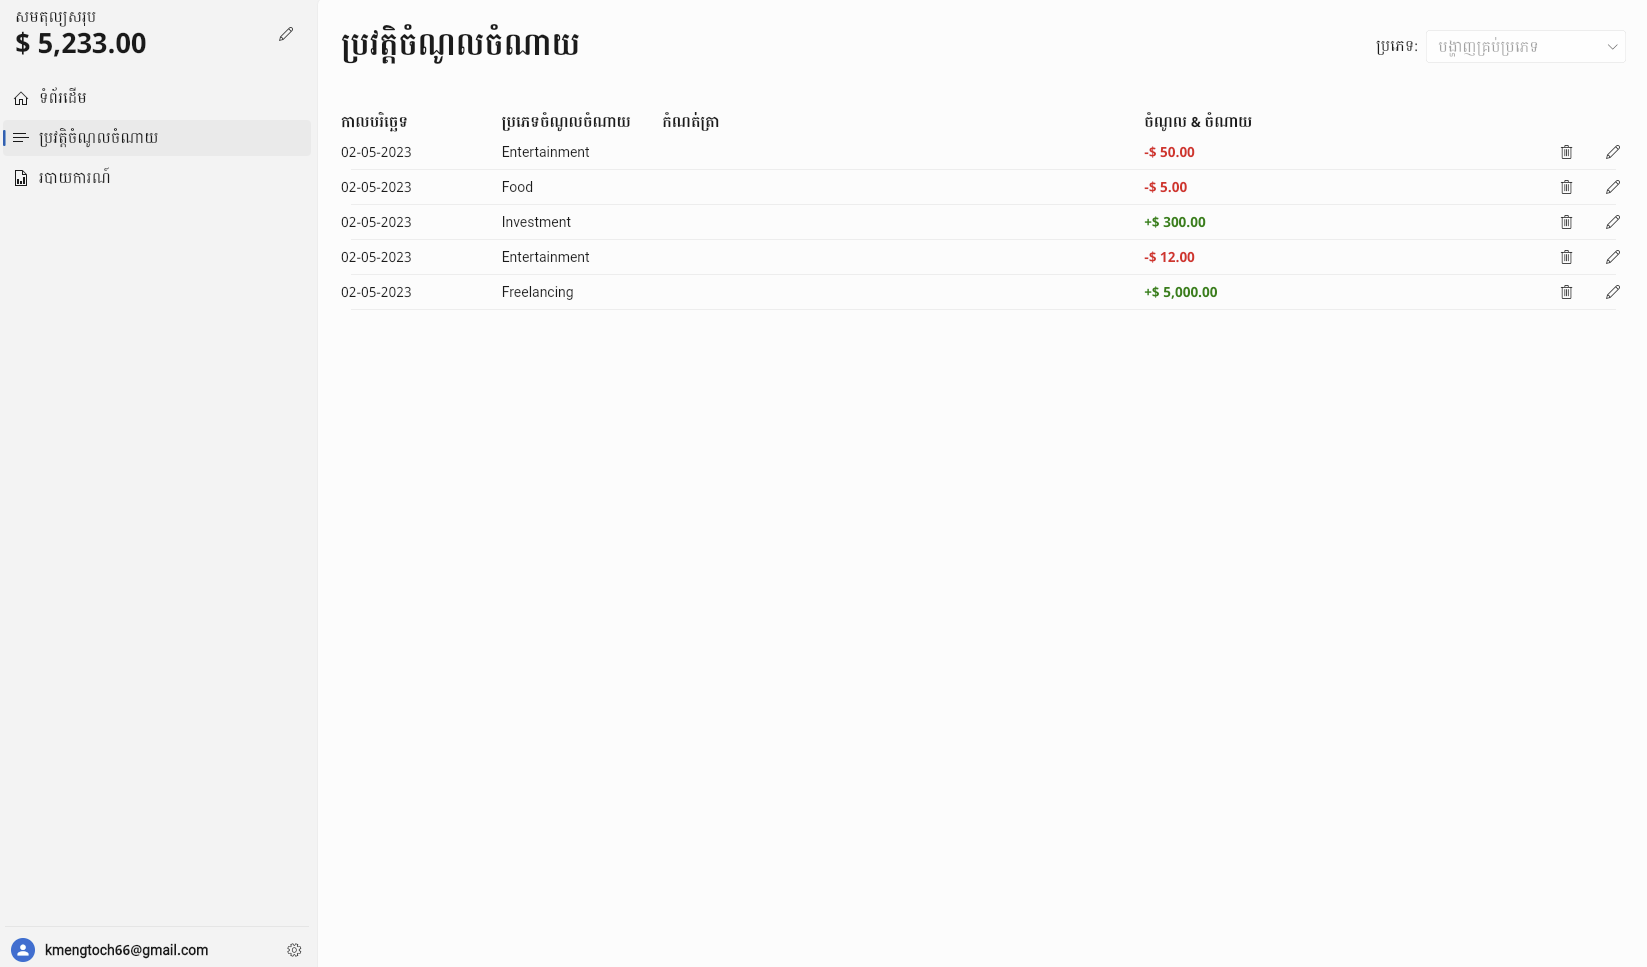 សមតុល្យសរុប
$ 5,233.00
ទំព័រដើម
ប្រវត្តិចំណូលចំណាយ
របាយការណ៍
kmengtoch66@gmail.com
ប្រវត្តិចំណូលចំណាយ
ប្រភេទ: បង្ហាញគ្រប់ប្រភេទ
កាលបរិច្ឆេទ ប្រភេទចំណូលចំណាយ កំណត់ត្រា ចំណូល & ចំណាយ
02-05-2023 Entertainment -$ 50.00
02-05-2023 Food -$ 5.00
02-05-2023 Investment +$ 300.00
02-05-2023 Entertainment -$ 12.00
02-05-2023 Freelancing +$ 5,000.00